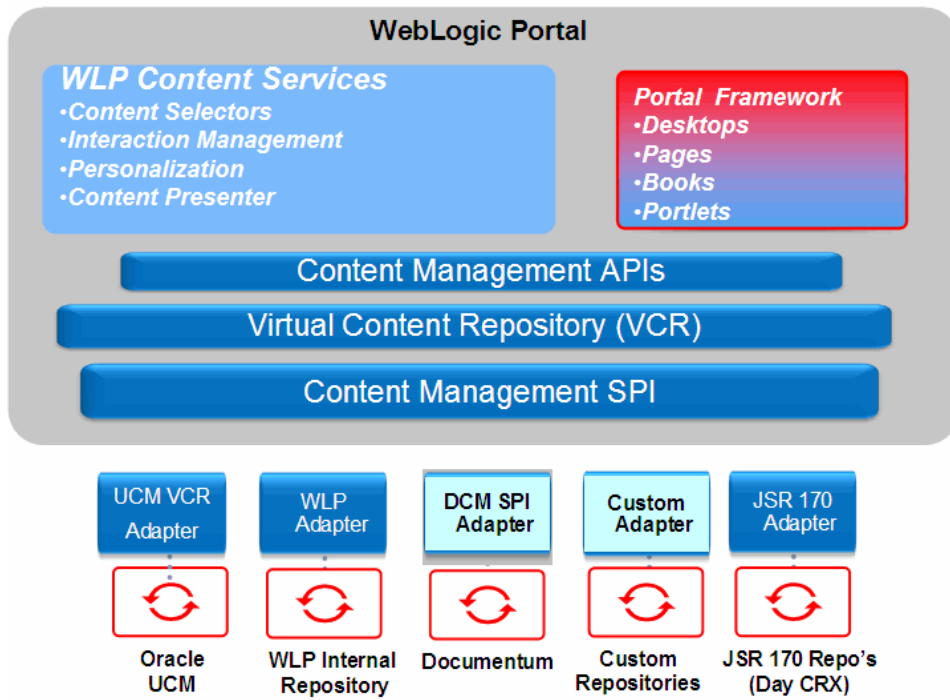 WebLogic Portal
WLP Content Services
•Content Selectors
•Interaction Management
•Personalization
•Content Presenter
Portal Framework
•Desktops
•Pages
•Books
•Portlets
Content Management APIs
Virtual Content Repository (VCR)
Content Management SPI
UCM VCR
Adapter
WLP
Adapter
DCM SPI
Adapter
Custom
Adapter
JSR 170
Adapter
Oracle
UCM
WLP Internal
Repository
Documentum
Custom
Repositories
JSR 170 Repo's
(Day CRX)